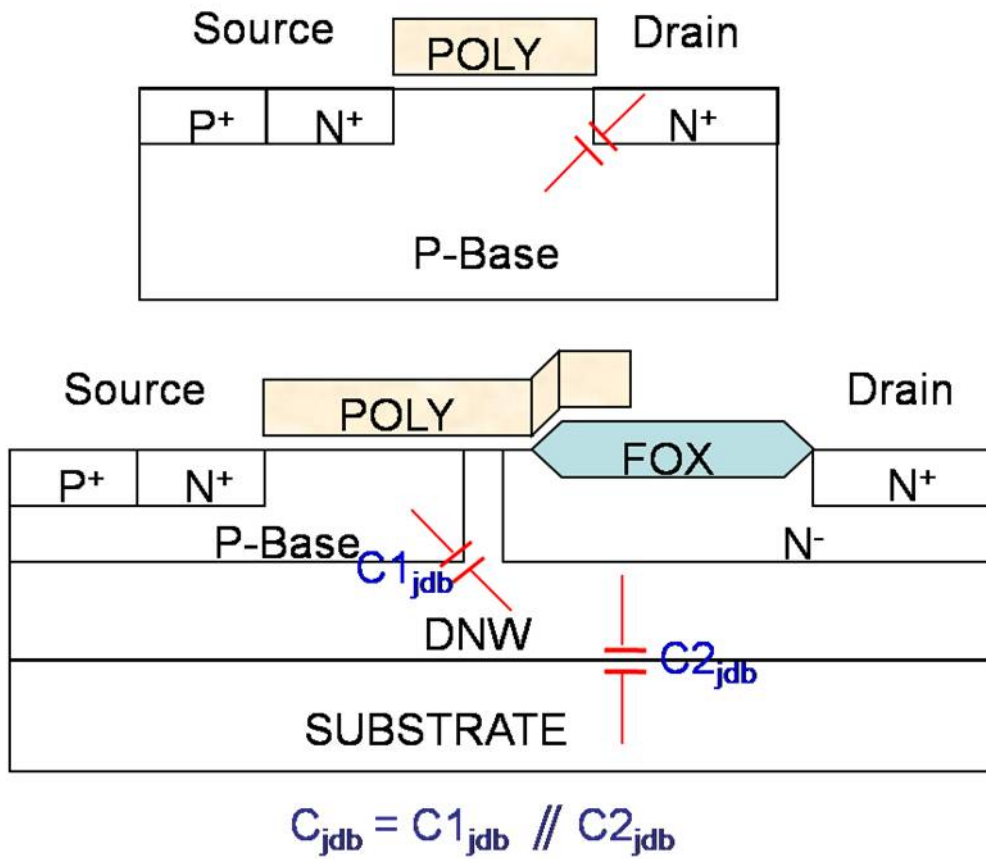 Source POLY Drain
P⁺ N⁺ N⁺
P-Base
Source POLY Drain
P⁺ N⁺ FOX N⁺
P-Base N⁻
C1jdb
DNW
C2jdb
SUBSTRATE
Cjdb = C1jdb // C2jdb